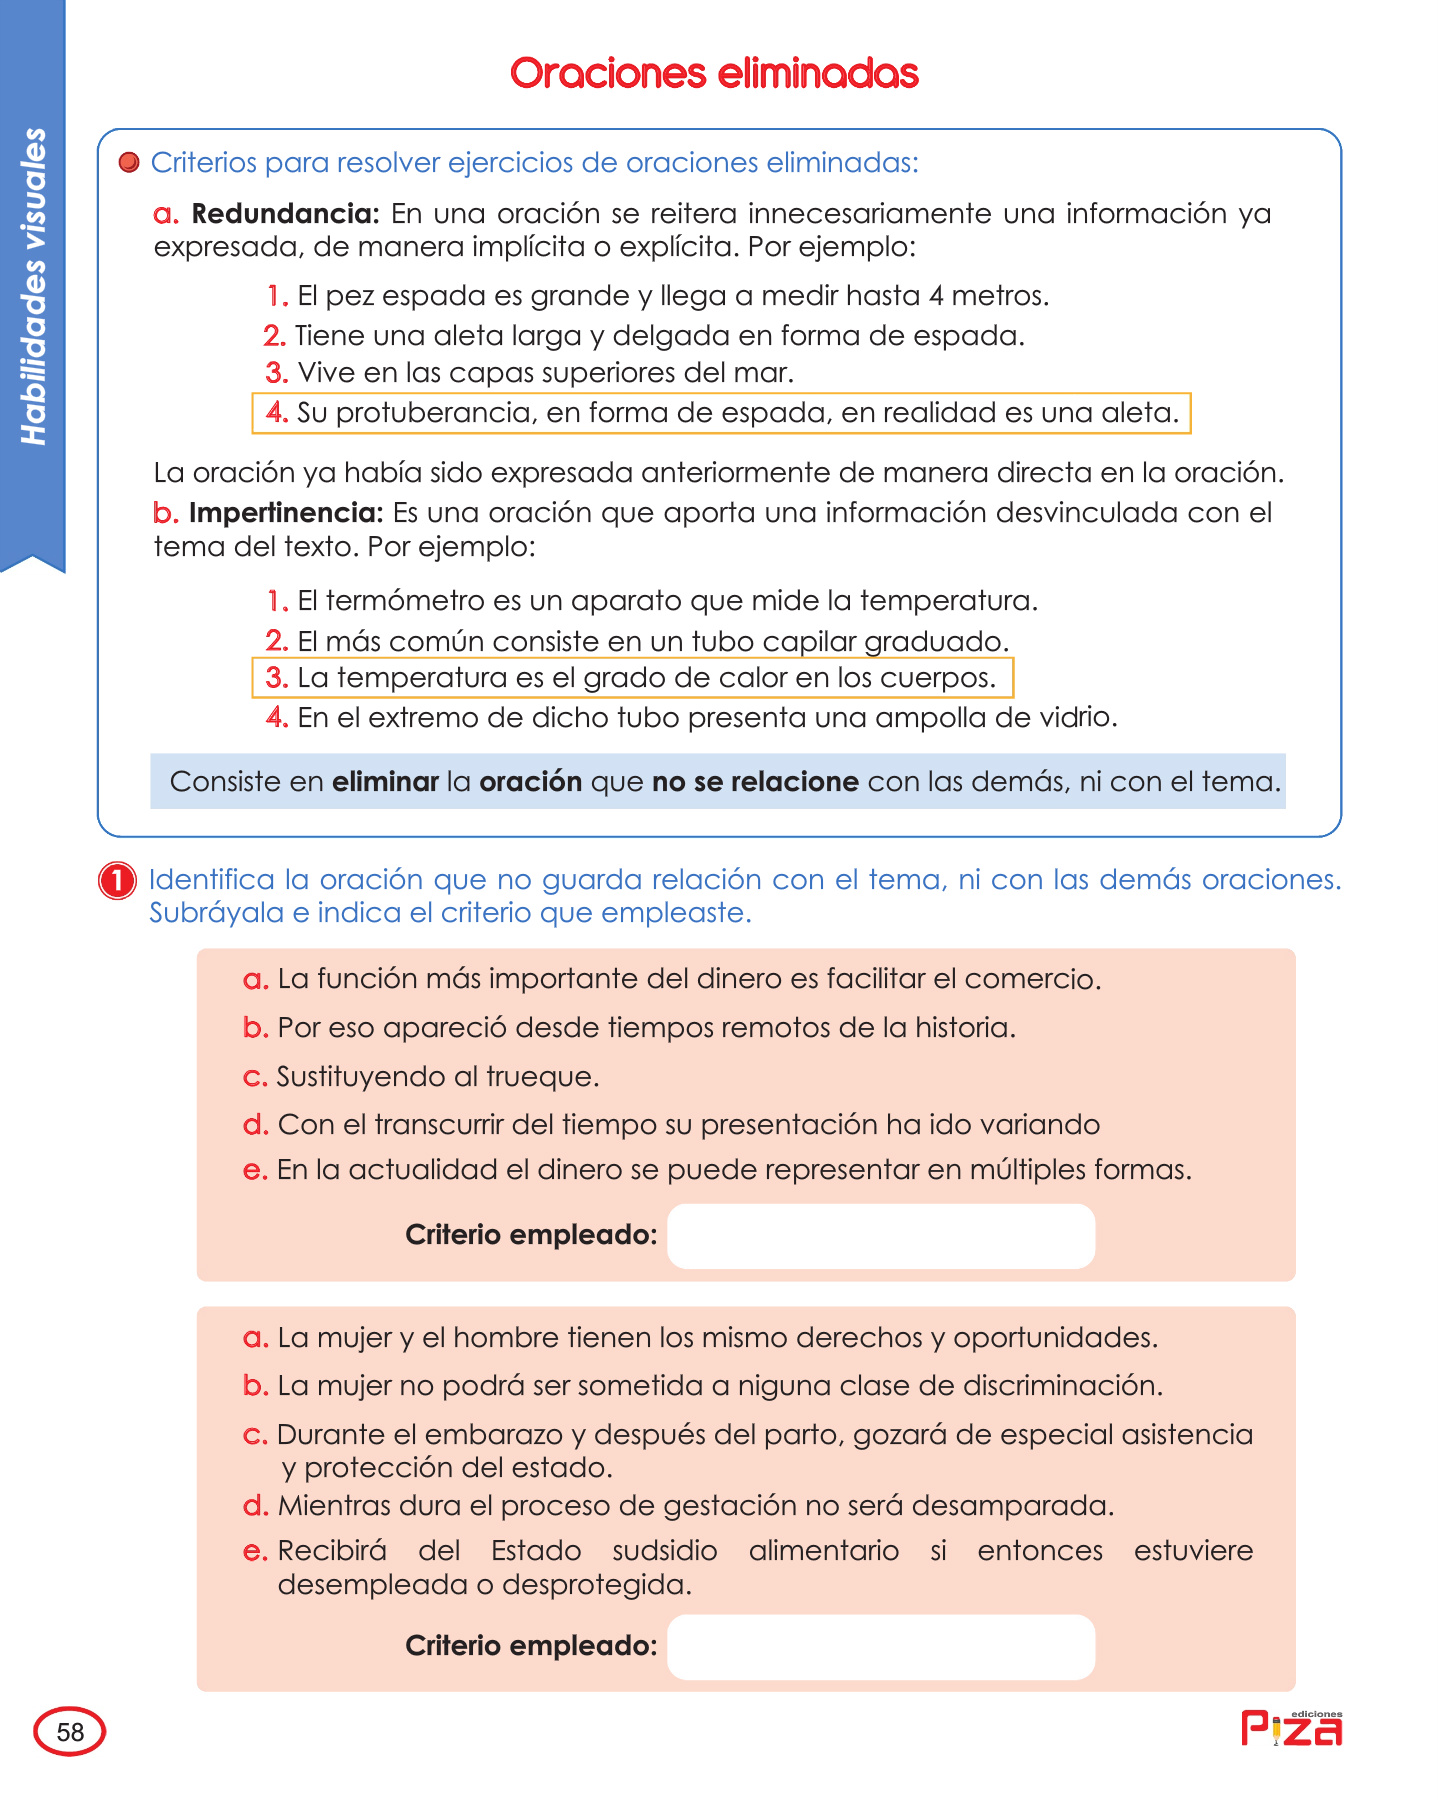 Habilidades visuales
Oraciones eliminadas
Criterios para resolver ejercicios de oraciones eliminadas:
a. Redundancia: En una oración se reitera innecesariamente una información ya
expresada, de manera implícita o explícita. Por ejemplo:
1. El pez espada es grande y llega a medir hasta 4 metros.
2. Tiene una aleta larga y delgada en forma de espada.
3. Vive en las capas superiores del mar.
4. Su protuberancia, en forma de espada, en realidad es una aleta.
La oración ya había sido expresada anteriormente de manera directa en la oración.
b. Impertinencia: Es una oración que aporta una información desvinculada con el
tema del texto. Por ejemplo:
1. El termómetro es un aparato que mide la temperatura.
2. El más común consiste en un tubo capilar graduado.
3. La temperatura es el grado de calor en los cuerpos.
4. En el extremo de dicho tubo presenta una ampolla de vidrio.
Consiste en eliminar la oración que no se relacione con las demás, ni con el tema.
1 Identifica la oración que no guarda relación con el tema, ni con las demás oraciones.
Subráyala e indica el criterio que empleaste.
a. La función más importante del dinero es facilitar el comercio.
b. Por eso apareció desde tiempos remotos de la historia.
c. Sustituyendo al trueque.
d. Con el transcurrir del tiempo su presentación ha ido variando
e. En la actualidad el dinero se puede representar en múltiples formas.
Criterio empleado:
a. La mujer y el hombre tienen los mismo derechos y oportunidades.
b. La mujer no podrá ser sometida a niguna clase de discriminación.
c. Durante el embarazo y después del parto, gozará de especial asistencia
y protección del estado.
d. Mientras dura el proceso de gestación no será desamparada.
e. Recibirá del Estado sudsidio alimentario si entonces estuviere
desempleada o desprotegida.
Criterio empleado:
58
ediciones
Piza